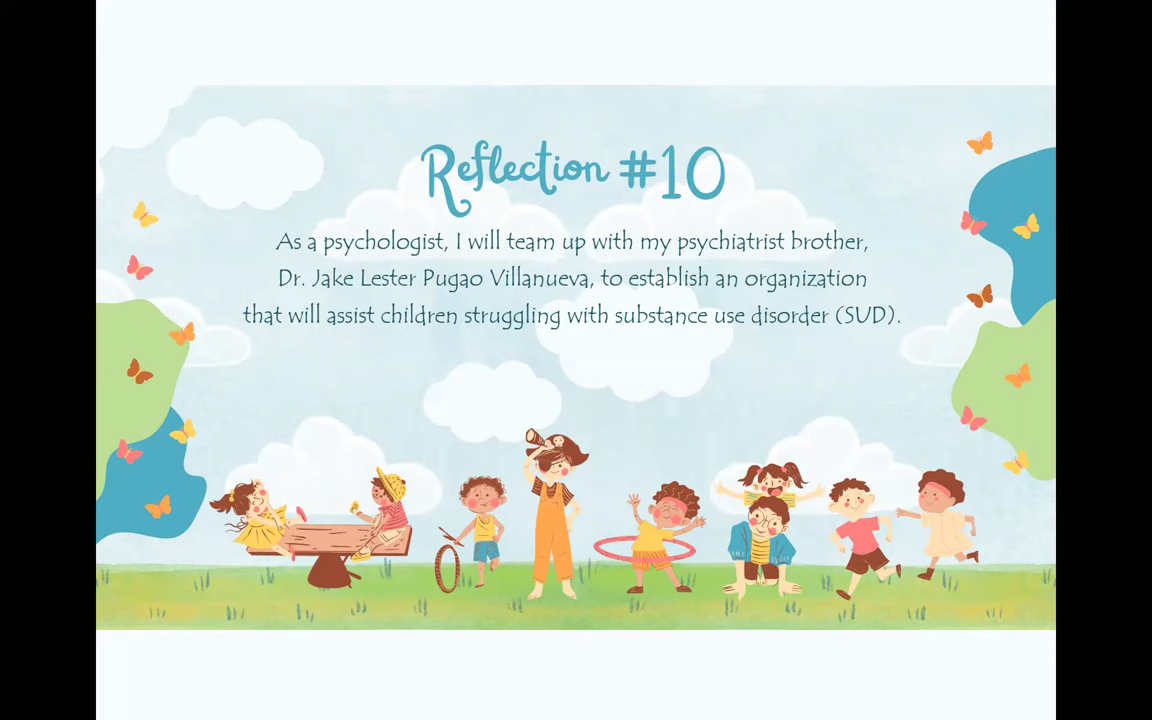 Reflection #10
As a psychologist, I will team up with my psychiatrist brother,
Dr. Jake Lester Pugao Villanueva, to establish an organization
that will assist children struggling with substance use disorder (SUD).